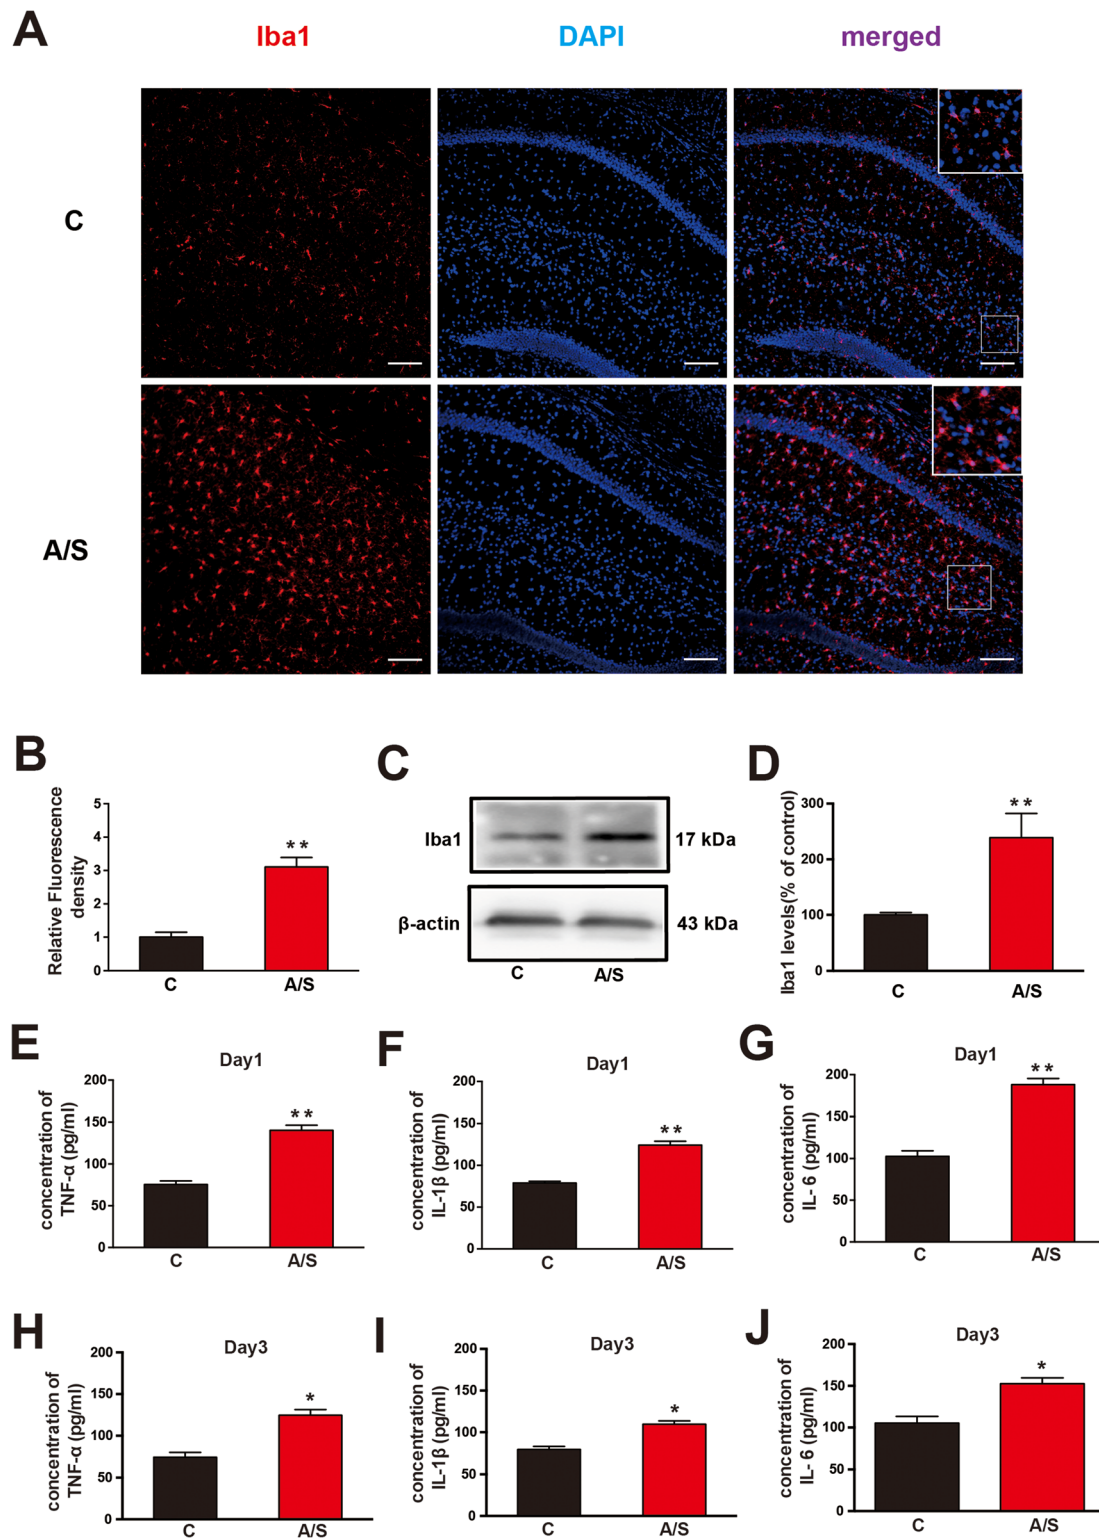 A
Iba1 DAPI merged
C
A/S
B
Relative Fluorescence
density
5
4
3
2
1
0
**
C A/S
C
Iba1 17 kDa
β-actin 43 kDa
C A/S
D
Iba1 levels(% of control)
300
200
100
0
**
C A/S
E
Day1
concentration of
TNF-α (pg/ml)
200
150
100
50
0
**
C A/S
F
Day1
concentration of
IL-1β (pg/ml)
200
150
100
50
0
**
C A/S
G
Day1
concentration of
IL- 6 (pg/ml)
200
150
100
50
0
**
C A/S
H
Day3
concentration of
TNF-α (pg/ml)
200
150
100
50
0
*
C A/S
I
Day3
concentration of
IL-1β (pg/ml)
200
150
100
50
0
*
C A/S
J
Day3
concentration of
IL- 6 (pg/ml)
200
150
100
50
0
*
C A/S